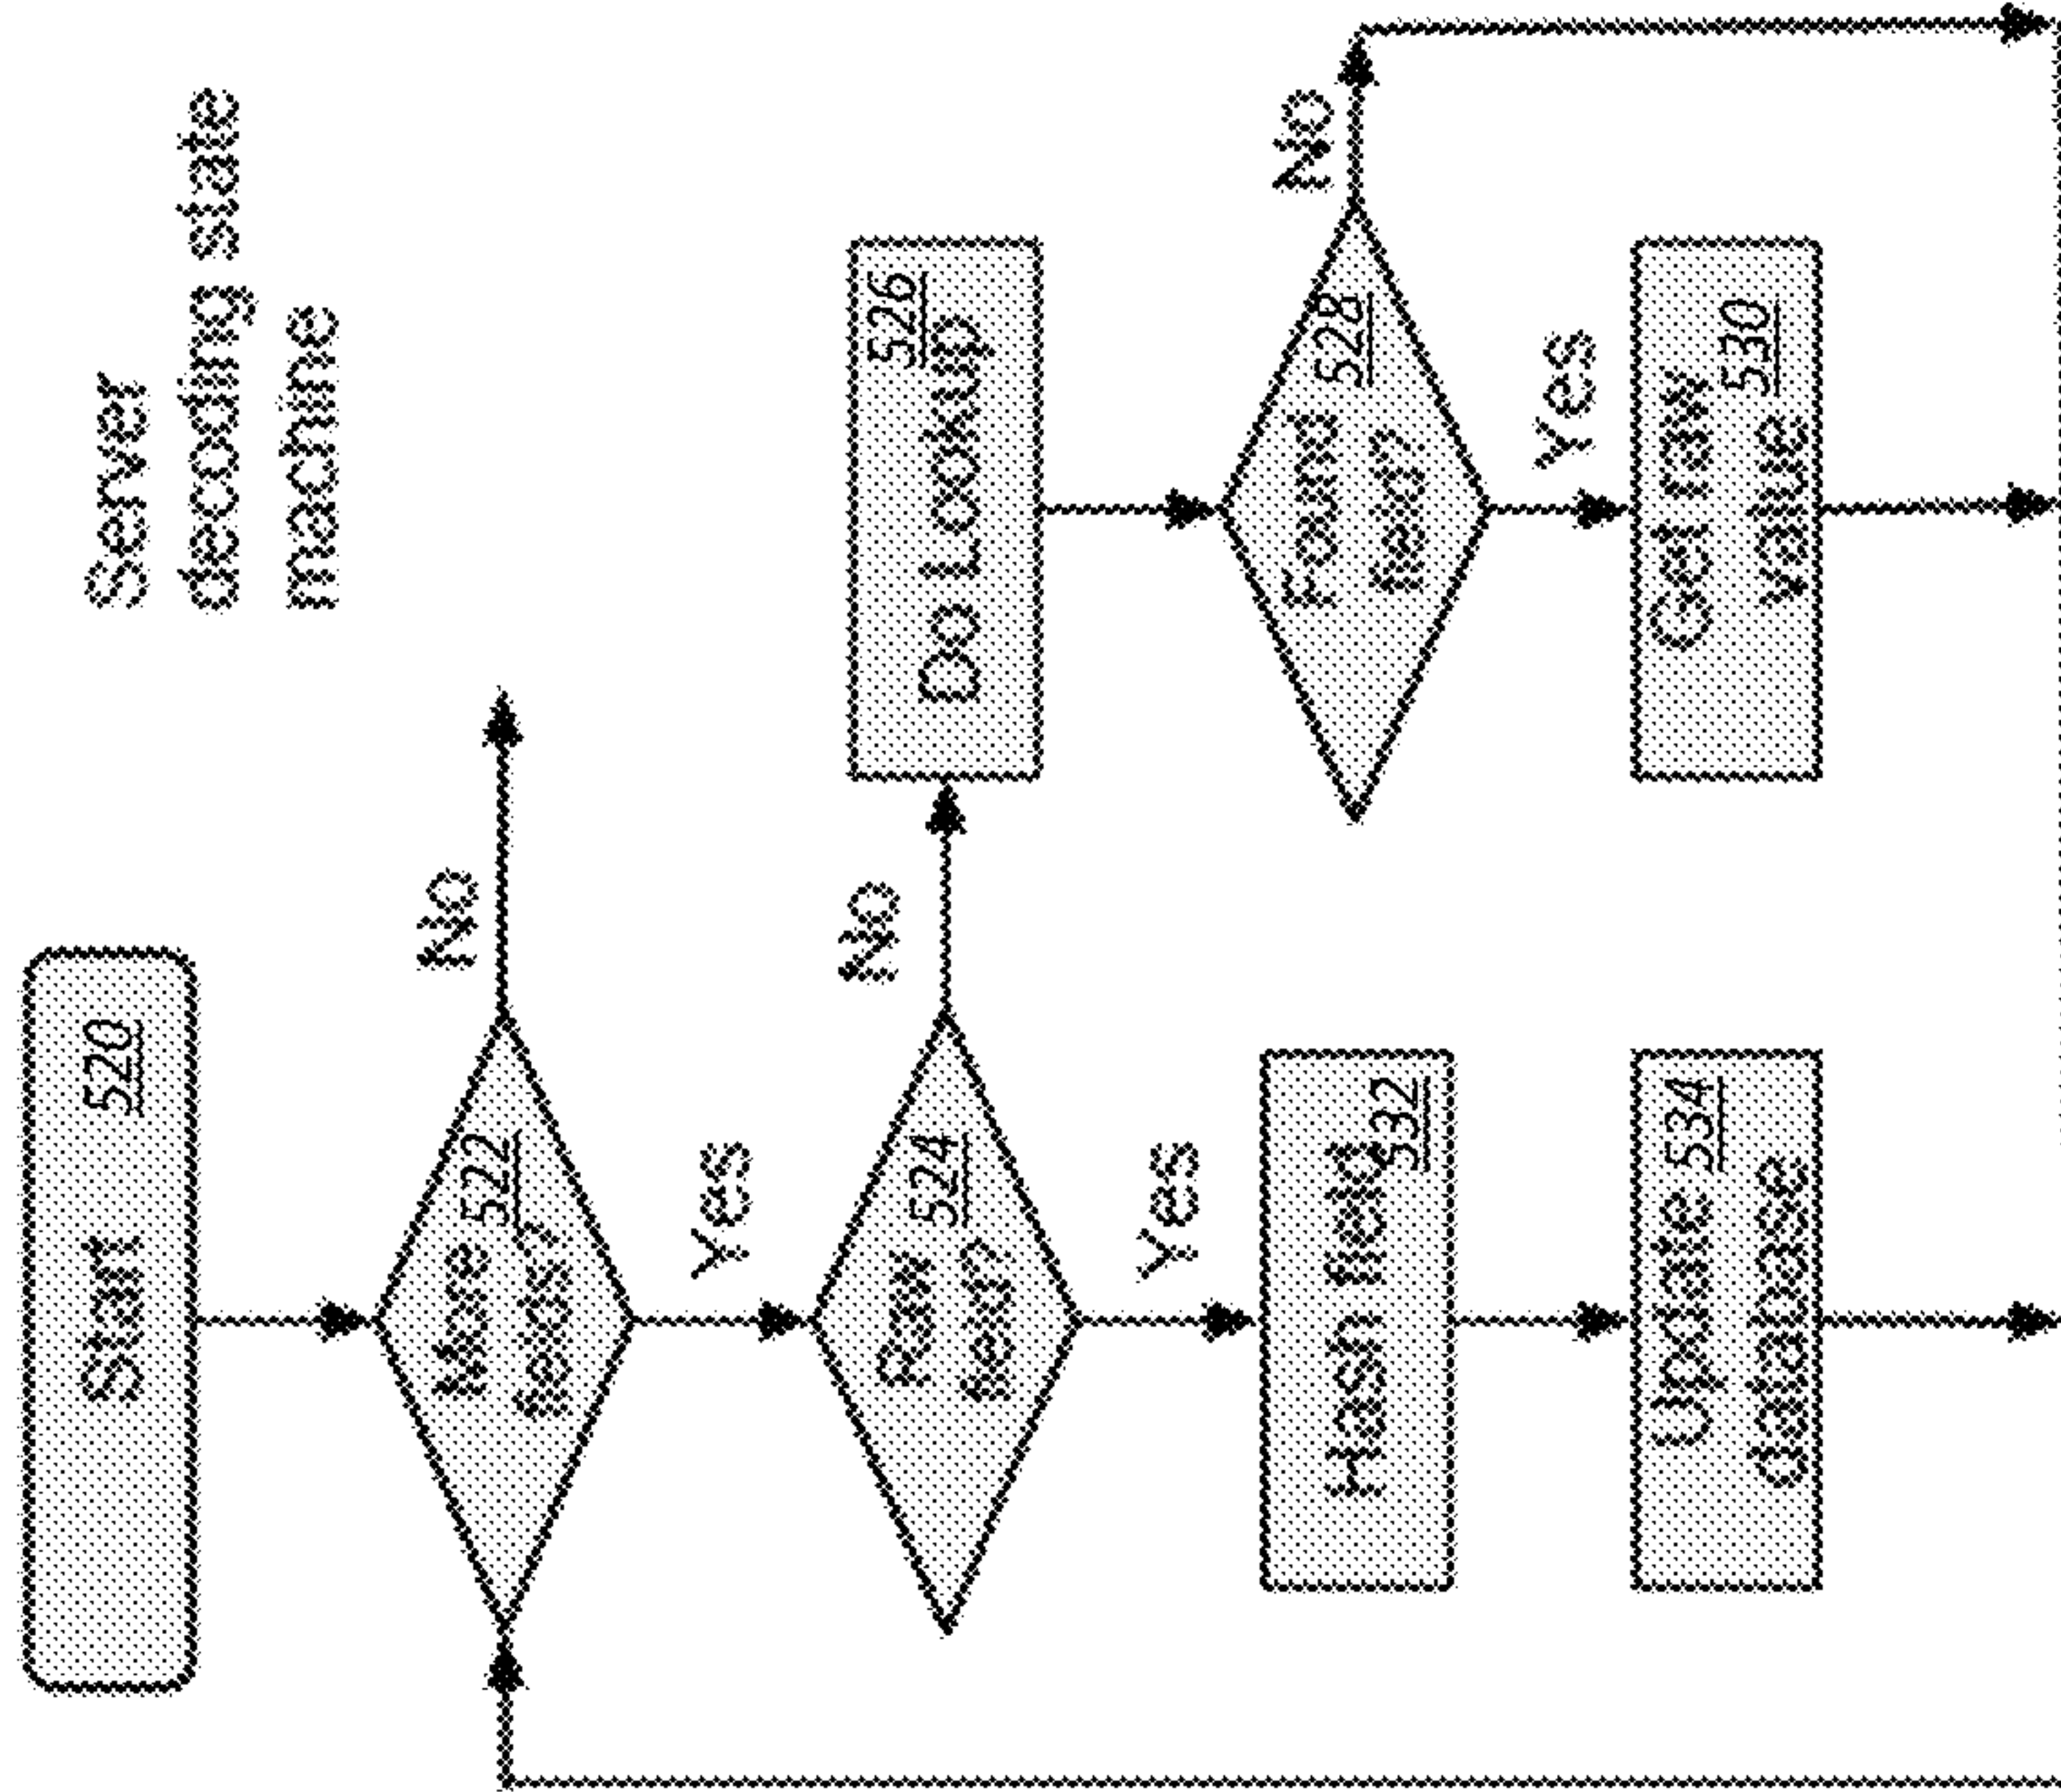 Server
decoding state
machine
Start 520
More 522
fields?
No
Yes
Raw 524
field?
No
Yes
526
Do Lookup
Found 528
field?
No
Yes
Hash field
532
Update 534
database
Get raw
value 530